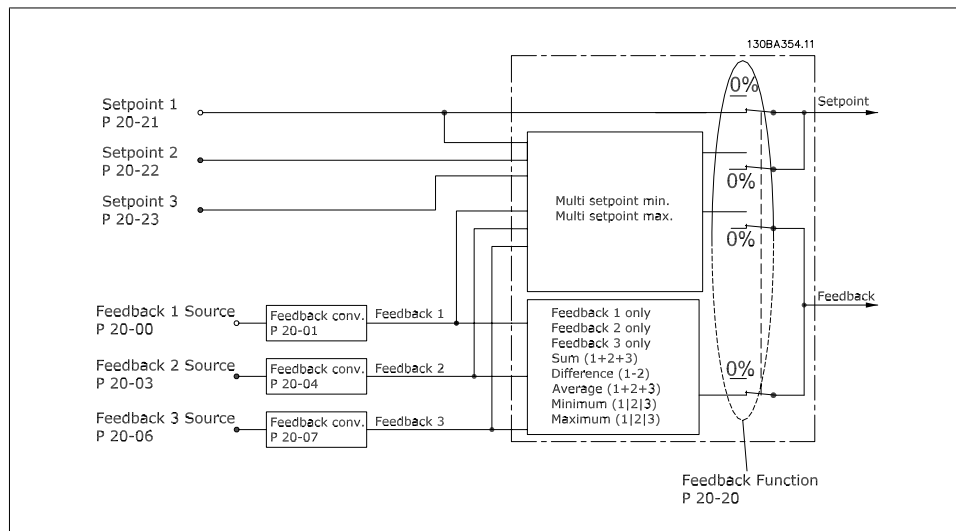 130BA354.11
0%
Setpoint 1
P 20-21
Setpoint
Setpoint 2
P 20-22
0%
Setpoint 3
P 20-23
Multi setpoint min.
Multi setpoint max.
0%
Feedback
Feedback 1 Source
P 20-00
Feedback conv.
P 20-01
Feedback 1
Feedback 2 Source
P 20-03
Feedback conv.
P 20-04
Feedback 2
Feedback 3 Source
P 20-06
Feedback conv.
P 20-07
Feedback 3
Feedback 1 only
Feedback 2 only
Feedback 3 only
Sum (1+2+3)
Difference (1-2)
Average (1+2+3)
Minimum (1|2|3)
Maximum (1|2|3)
0%
Feedback Function
P 20-20